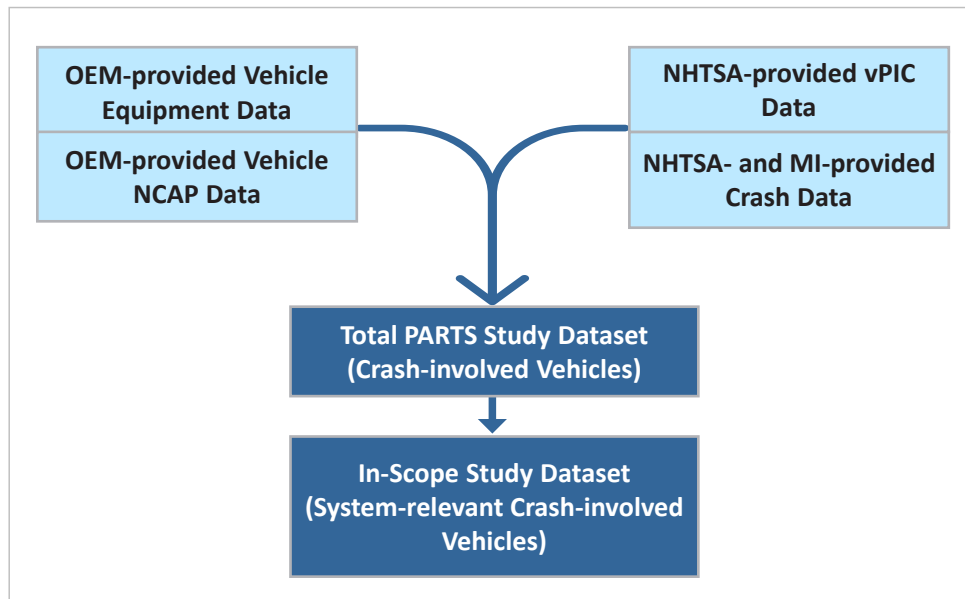 OEM-provided Vehicle
Equipment Data
OEM-provided Vehicle
NCAP Data
NHTSA-provided vPIC
Data
NHTSA- and MI-provided
Crash Data
Total PARTS Study Dataset
(Crash-involved Vehicles)
In-Scope Study Dataset
(System-relevant Crash-involved
Vehicles)